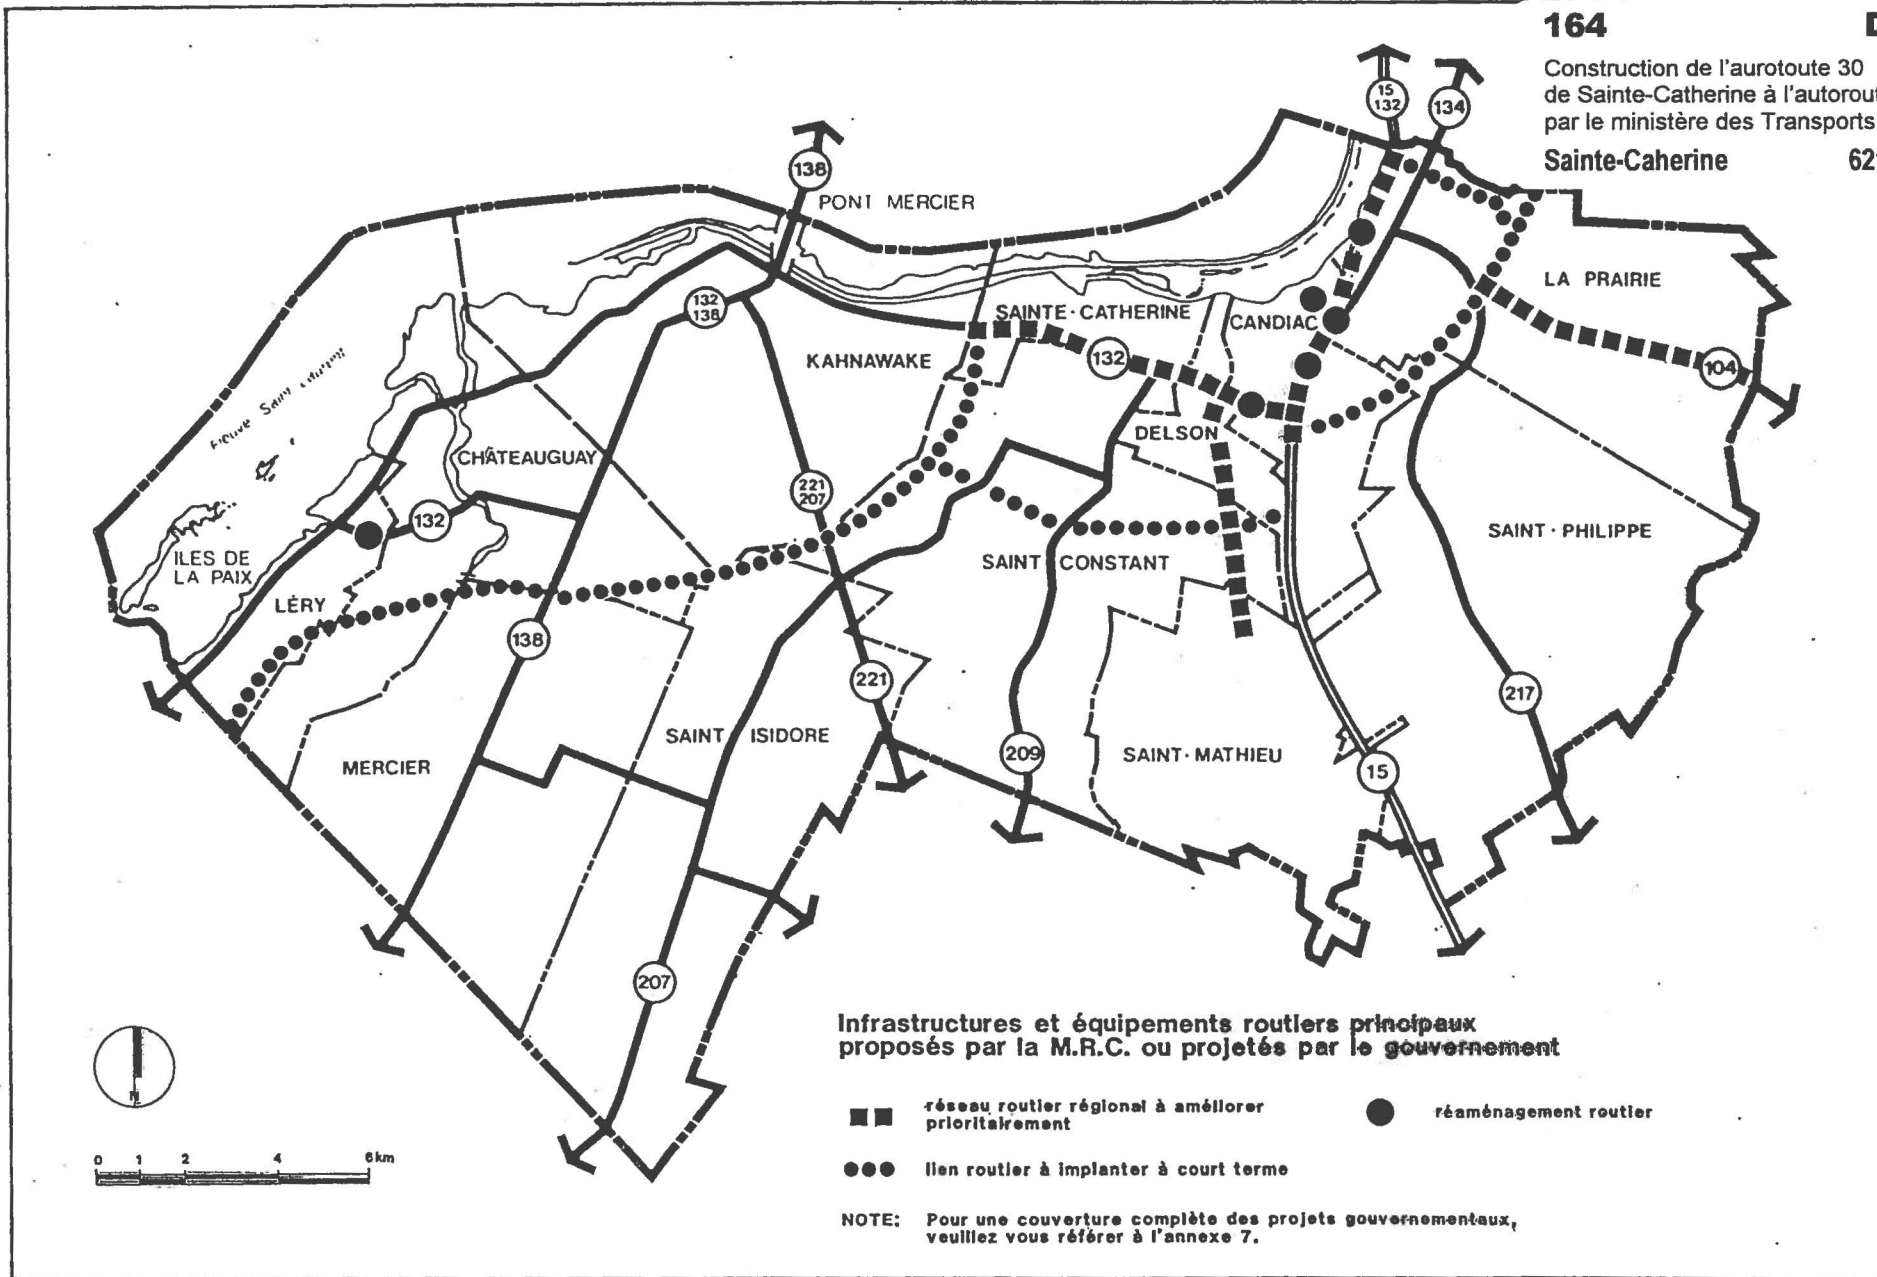 164 D
Construction de l'aurotoute 30
de Sainte-Catherine à l'autorout
par le ministère des Transports
Sainte-Caherine 62
15
132
134
138
PONT MERCIER
LA PRAIRIE
132
138
SAINTE-CATHERINE
CANDIAC
KAHNAWAKE
132
104
Fleuve Saint
CHÂTEAUGUAY
DELSON
221
207
132
ILES DE
LA PAIX
SAINT-PHILIPPE
SAINT CONSTANT
LÉRY
138
221
217
SAINT ISIDORE
209
SAINT-MATHIEU
MERCIER
15
207
N
0 1 2 4 6km
Infrastructures et équipements routiers principaux
proposés par la M.R.C. ou projetés par le gouvernement
réseau routier régional à améliorer
prioritairement
réaménagement routier
lien routier à implanter à court terme
NOTE: Pour une couverture complète des projets gouvernementaux,
veuillez vous référer à l'annexe 7.